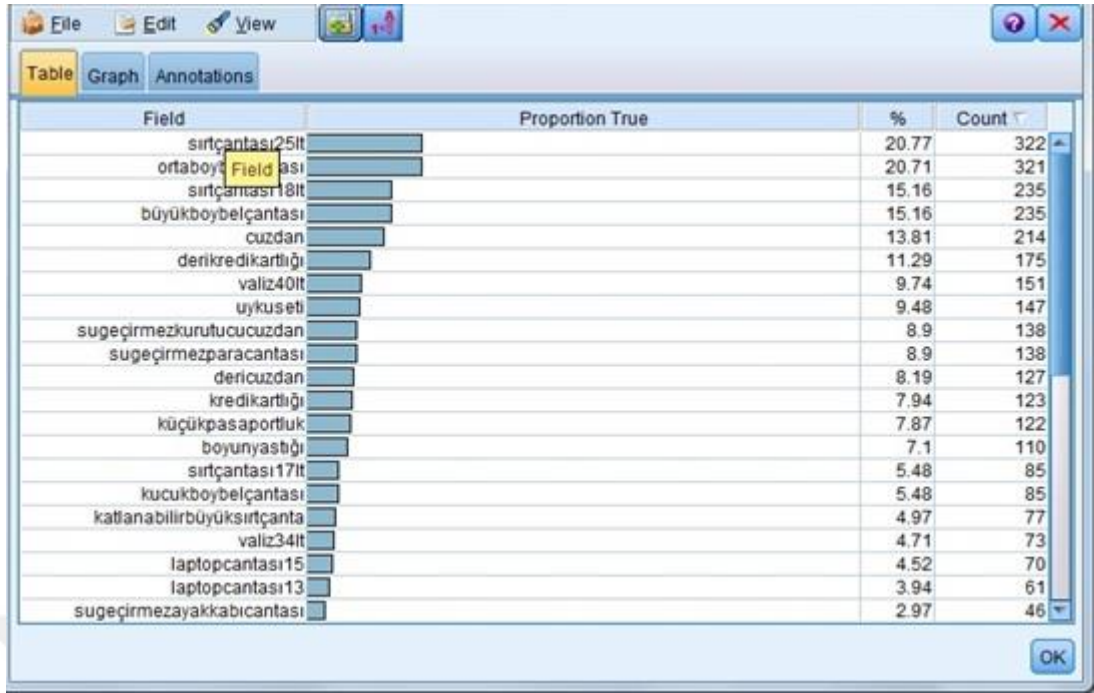 File Edit View
Table Graph Annotations
Field Proportion True % Count
sırtçantası25lt 20.77 322
ortaboy Field ası 20.71 321
sırtçantası18lt 15.16 235
büyükboybelçantası 15.16 235
cuzdan 13.81 214
derikredikartlığı 11.29 175
valiz40lt 9.74 151
uykuseti 9.48 147
sugeçirmezkurutucucuzdan 8.9 138
sugeçirmezparacantası 8.9 138
dericuzdan 8.19 127
kredikartlığı 7.94 123
küçükpasaportluk 7.87 122
boyunyastığı 7.1 110
sırtçantası17lt 5.48 85
kucukboybelçantası 5.48 85
katlanabilirbüyüksırtçanta 4.97 77
valiz34lt 4.71 73
laptopcantası15 4.52 70
laptopcantası13 3.94 61
sugeçirmezayakkabıcantası 2.97 46
OK